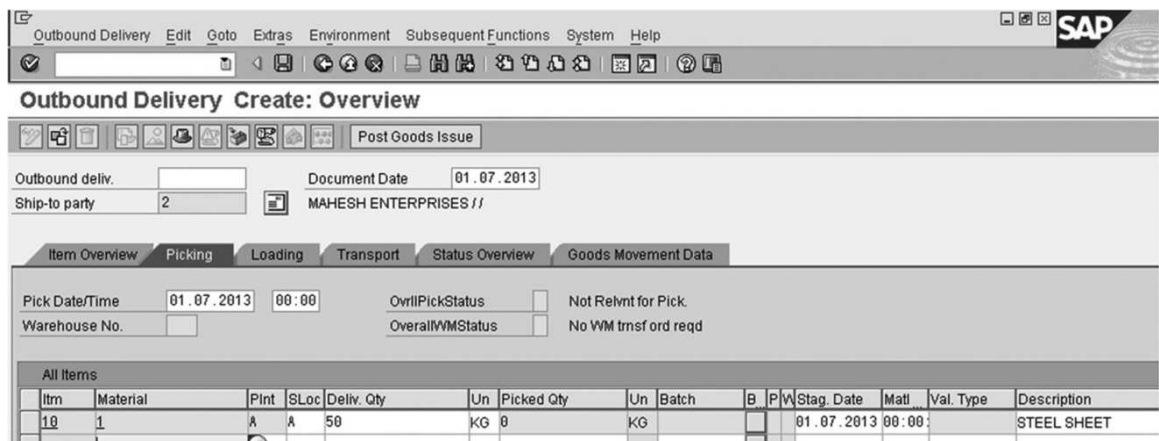 Outbound Delivery Edit Goto Extras Environment Subsequent Functions System Help
SAP
Outbound Delivery Create: Overview
Post Goods Issue
Outbound deliv. Document Date 01.07.2013
Ship-to party 2 MAHESH ENTERPRISES //
Item Overview Picking Loading Transport Status Overview Goods Movement Data
Pick Date/Time 01.07.2013 00:00 OvrllPickStatus Not Relvnt for Pick.
Warehouse No. OverallWMStatus No WM trnsf ord reqd
All Items
Itm Material Plnt SLoc Deliv. Qty Un Picked Qty Un Batch B... P W Stag. Date Matl... Val. Type Description
10 1 A A 50 KG 0 KG 01.07.2013 00:00: STEEL SHEET